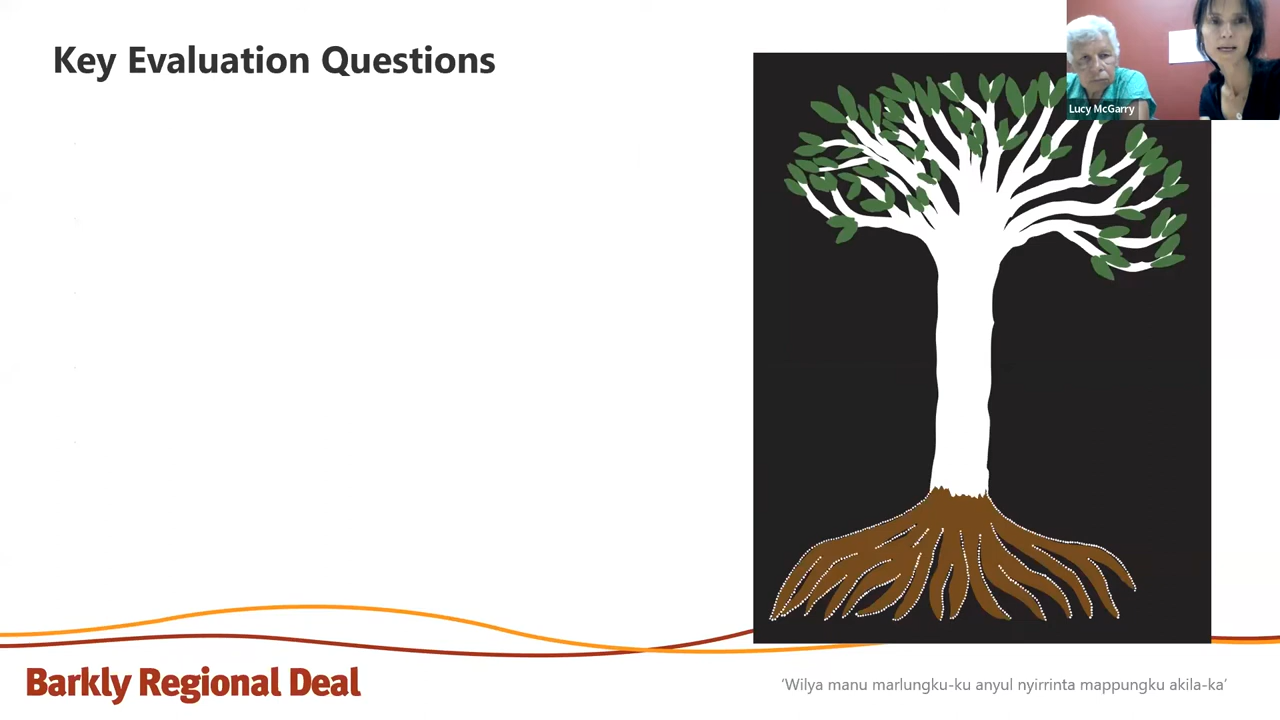 Key Evaluation Questions
Lucy McGarry
Barkly Regional Deal
‘Wilya manu marlungku-ku anyul nyirrinta mappungku akila-ka’